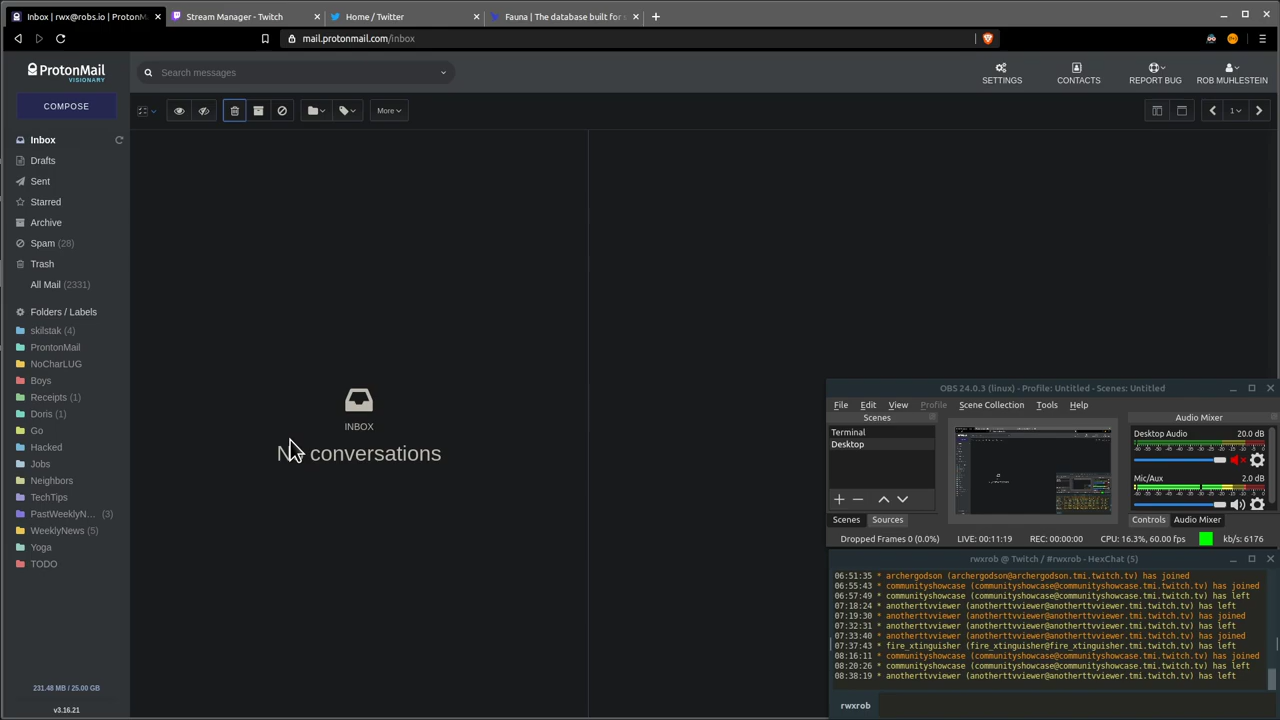 Inbox | rwx@robs.io | ProtonM
Stream Manager - Twitch
Home / Twitter
Fauna | The database built for s
mail.protonmail.com/inbox
ProtonMail
VISIONARY
Search messages
SETTINGS
CONTACTS
REPORT BUG
ROB MUHLESTEIN
COMPOSE
More
1
Inbox
Drafts
Sent
Starred
Archive
Spam (28)
Trash
All Mail (2331)
Folders / Labels
skilstak (4)
ProntonMail
NoCharLUG
Boys
Receipts (1)
Doris (1)
Go
Hacked
Jobs
Neighbors
TechTips
PastWeeklyN... (3)
WeeklyNews (5)
Yoga
TODO
231.48 MB / 25.00 GB
v3.16.21
INBOX
conversations
OBS 24.0.3 (linux) - Profile: Untitled - Scenes: Untitled
File Edit View Profile Scene Collection Tools Help
Scenes
Audio Mixer
Terminal
Desktop
Desktop Audio 20.0 dB
Mic/Aux 2.0 dB
Scenes Sources
Controls Audio Mixer
Dropped Frames 0 (0.0%) LIVE: 00:11:19 REC: 00:00:00 CPU: 16.3%, 60.00 fps kb/s: 6176
rwxrob @ Twitch / #rwxrob - HexChat (5)
06:51:35 * archergodson (archergodson@archergodson.tmi.twitch.tv) has joined
06:55:43 * communityshowcase (communityshowcase@communityshowcase.tmi.twitch.tv) has joined
06:57:49 * communityshowcase (communityshowcase@communityshowcase.tmi.twitch.tv) has left
07:18:24 * anotherttvviewer (anotherttvviewer@anotherttvviewer.tmi.twitch.tv) has left
07:19:30 * anotherttvviewer (anotherttvviewer@anotherttvviewer.tmi.twitch.tv) has joined
07:32:31 * anotherttvviewer (anotherttvviewer@anotherttvviewer.tmi.twitch.tv) has left
07:33:40 * anotherttvviewer (anotherttvviewer@anotherttvviewer.tmi.twitch.tv) has joined
07:37:43 * fire_xtinguisher (fire_xtinguisher@fire_xtinguisher.tmi.twitch.tv) has left
08:16:11 * communityshowcase (communityshowcase@communityshowcase.tmi.twitch.tv) has joined
08:20:26 * communityshowcase (communityshowcase@communityshowcase.tmi.twitch.tv) has left
08:38:19 * anotherttvviewer (anotherttvviewer@anotherttvviewer.tmi.twitch.tv) has left
rwxrob